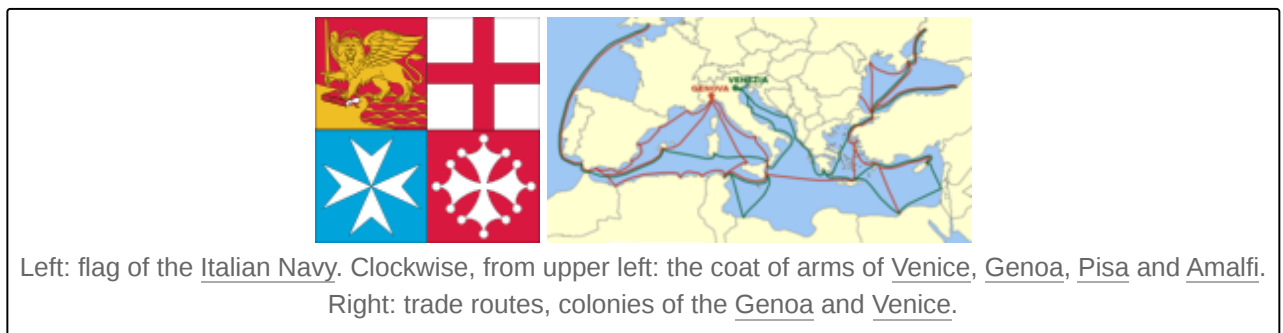 VENEZIA
GENOVA
Left: flag of the Italian Navy. Clockwise, from upper left: the coat of arms of Venice, Genoa, Pisa and Amalfi.
Right: trade routes, colonies of the Genoa and Venice.